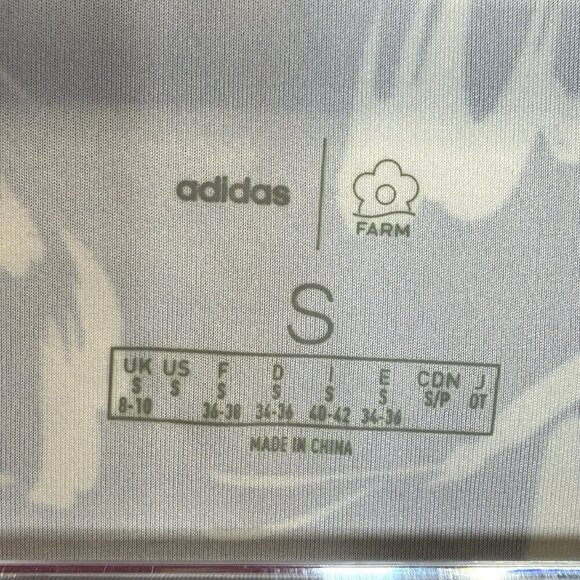 adidas
FARM
S
UK US F D I E CDN J
S S S S S S S/P OT
8-10 36-38 34-36 40-42 34-36
MADE IN CHINA